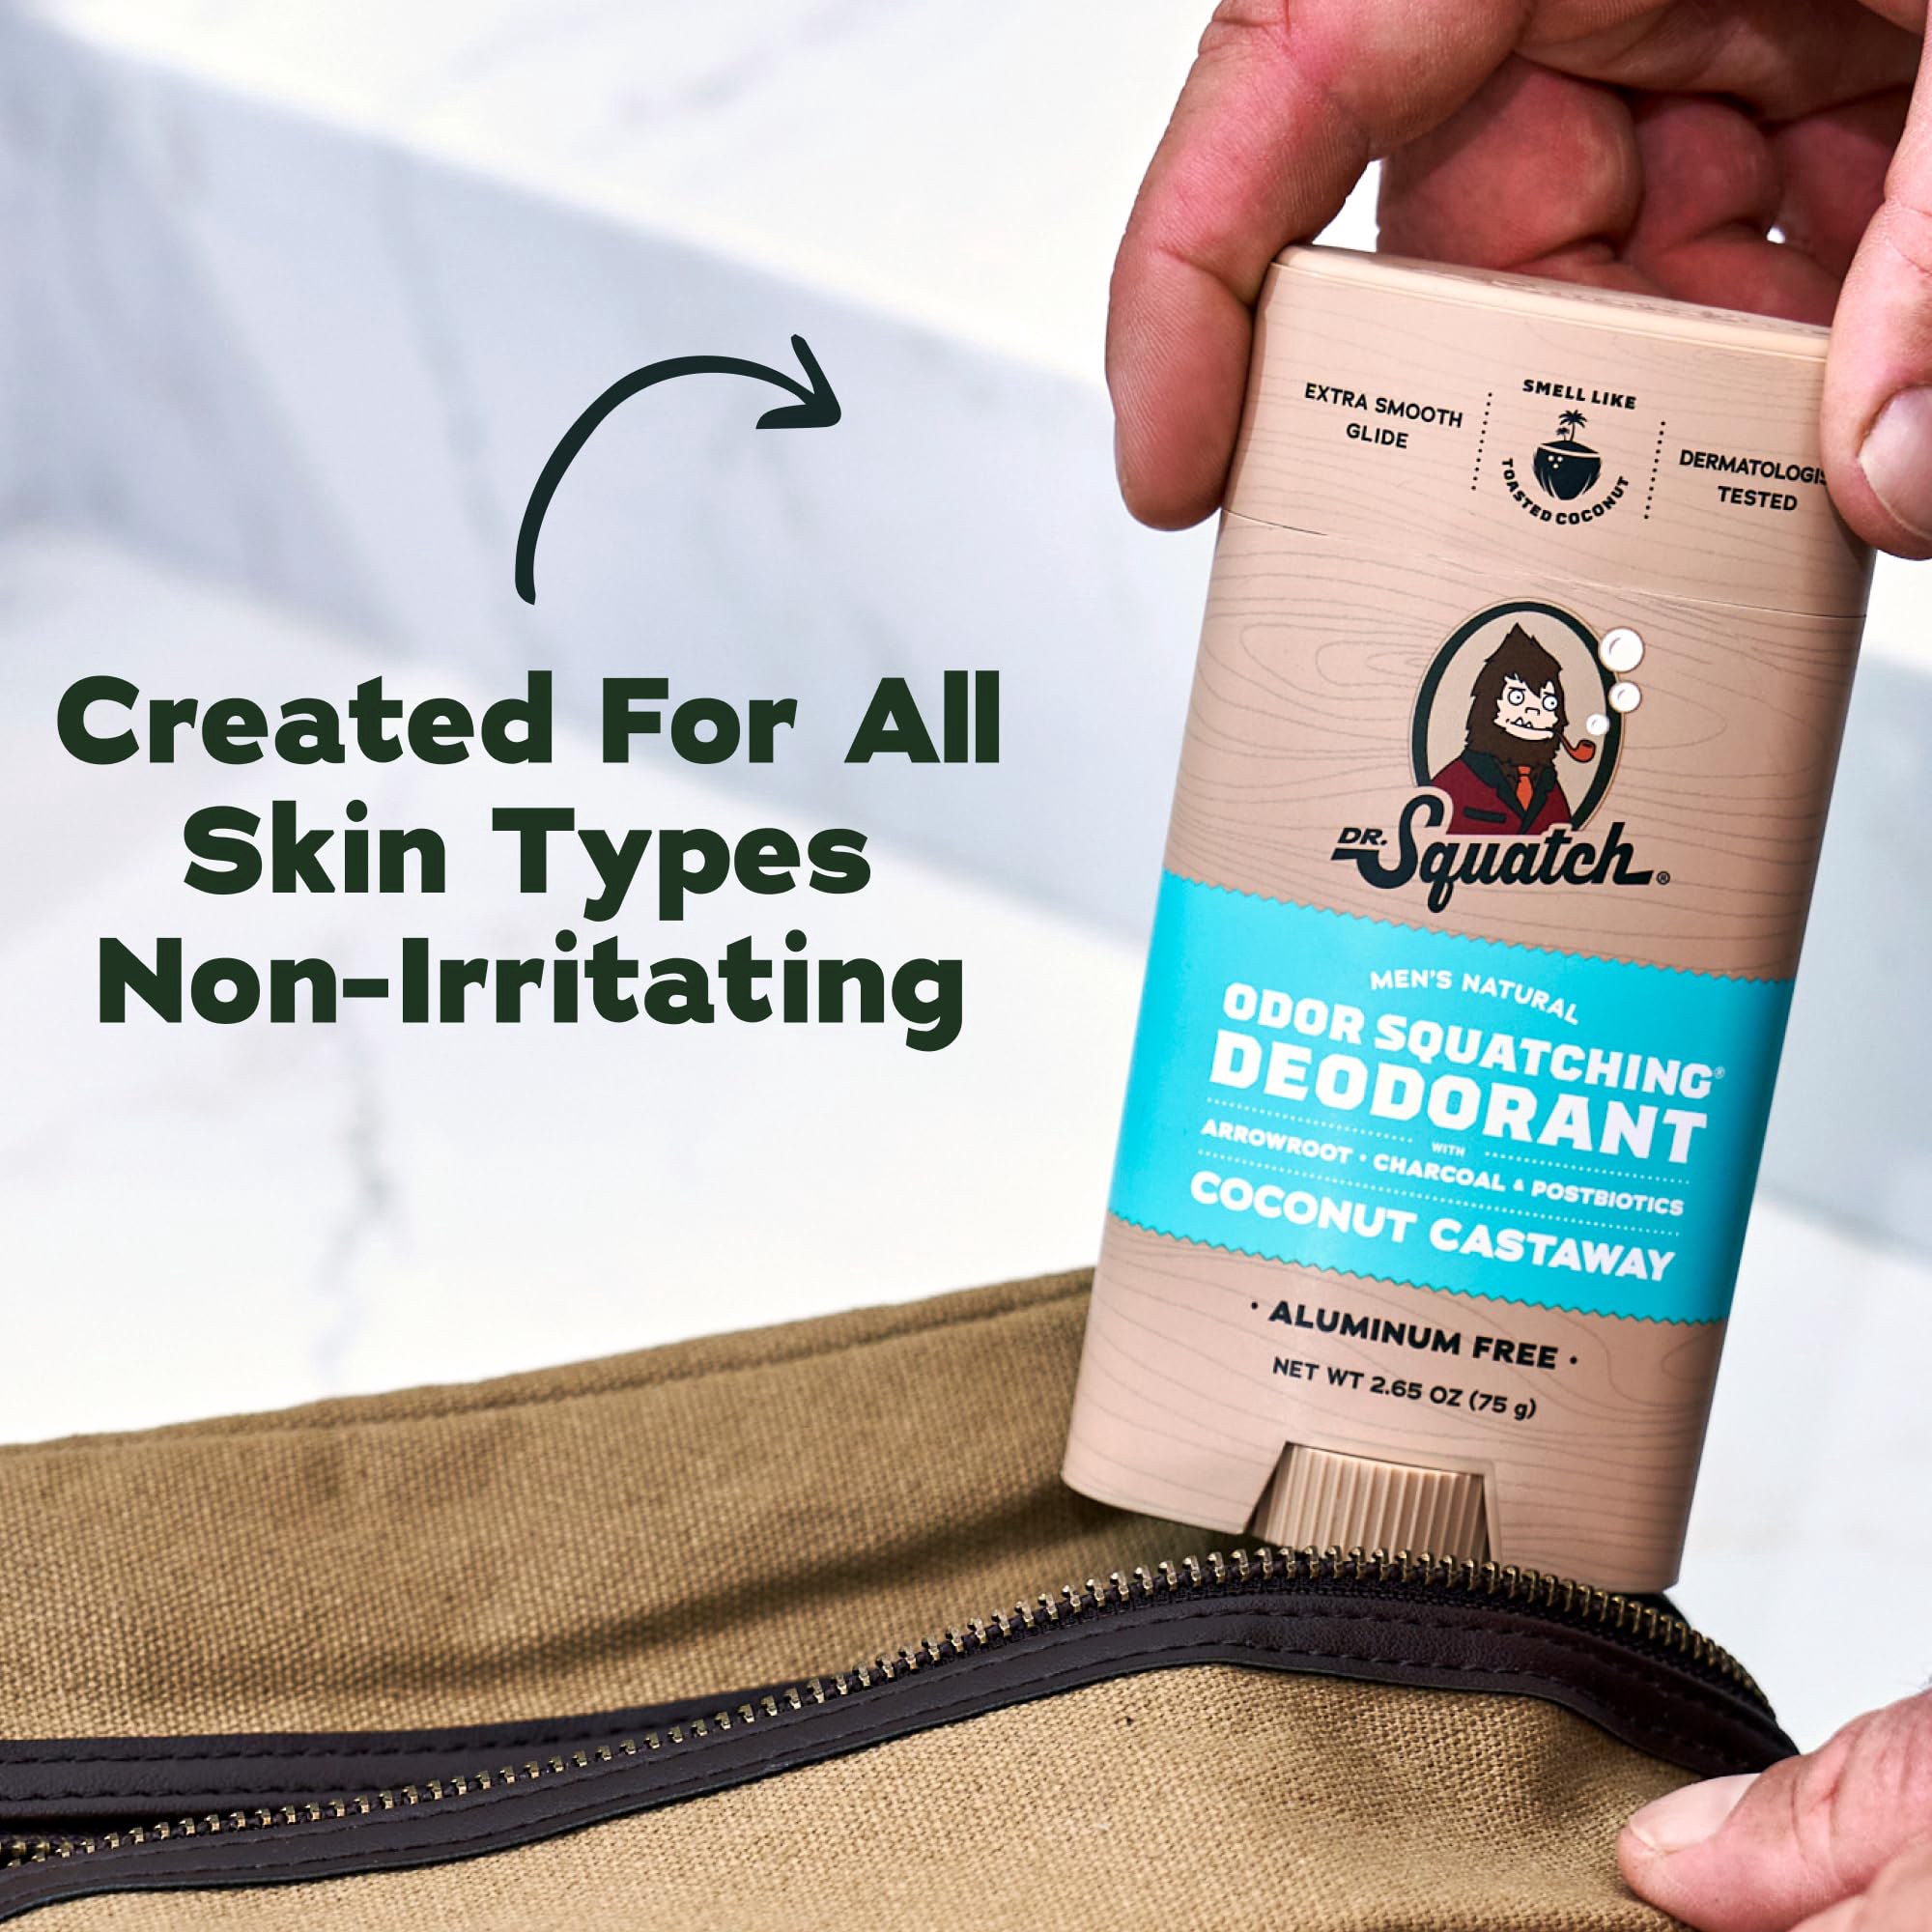 Created For All
Skin Types
Non-Irritating
EXTRA SMOOTH
GLIDE
SMELL LIKE
TOASTED COCONUT
TESTED
DR.
Squatch®
MEN'S NATURAL
ODOR SQUATCHING®
DEODORANT
WITH
ARROWROOT • CHARCOAL & POSTBIOTICS
COCONUT CASTAWAY
• ALUMINUM FREE •
NET WT 2.65 OZ (75 g)